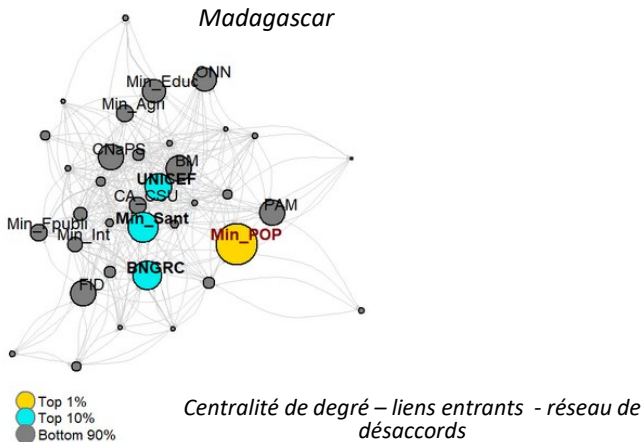 Madagascar
Min_Educ
ONN
Min_Agri
CNaPS
BM
UNICEF
CA_CSU
PAM
Min_Sant
Min_Epubli
Min_Int
Min_POP
BNGRC
FID
Top 1%
Top 10%
Bottom 90%
Centralité de degré – liens entrants - réseau de
désaccords